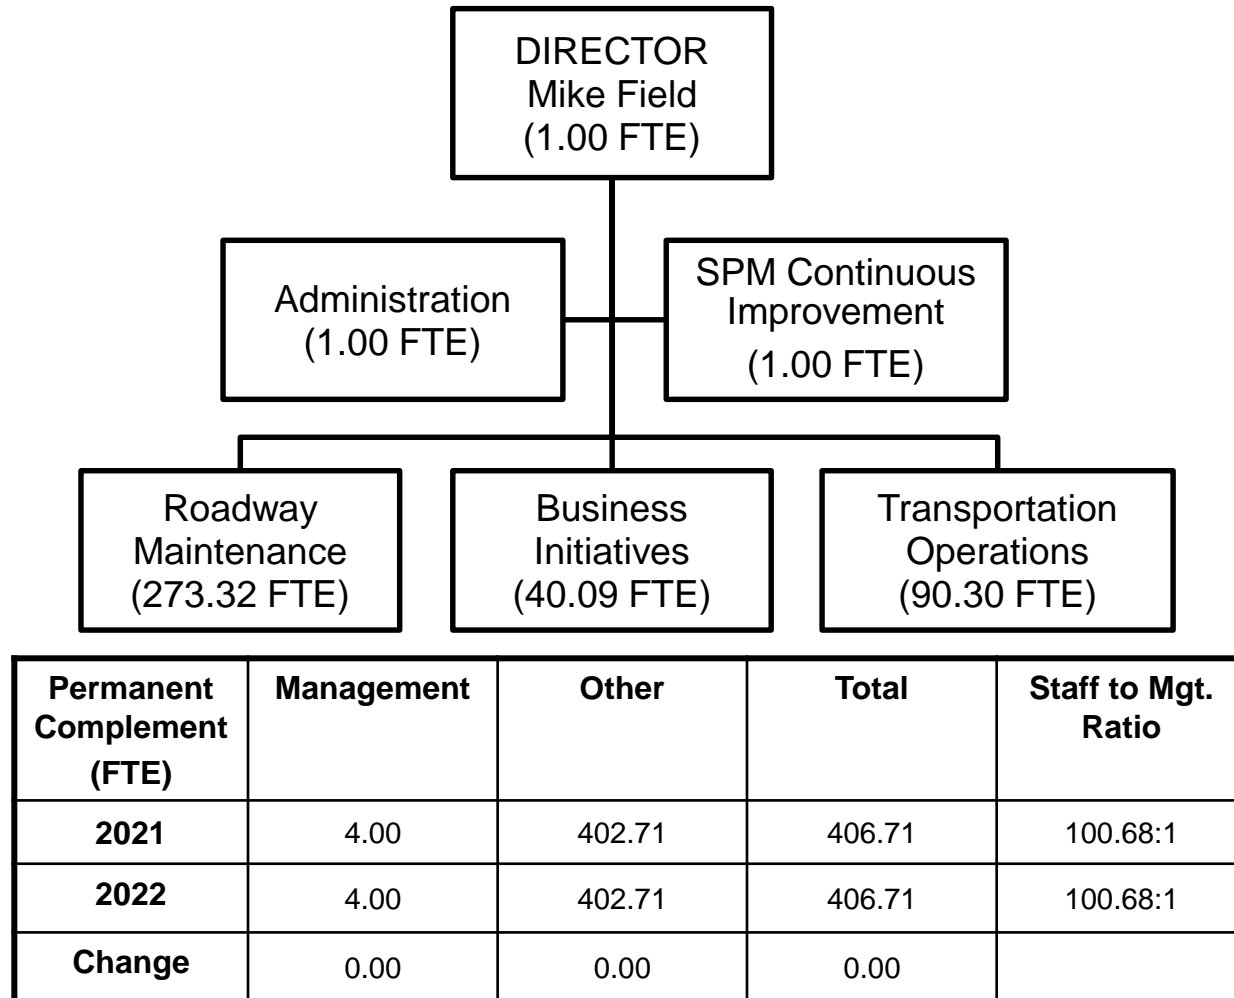 DIRECTOR
Mike Field
(1.00 FTE)
Administration
(1.00 FTE)
SPM Continuous
Improvement
(1.00 FTE)
Roadway
Maintenance
(273.32 FTE)
Business
Initiatives
(40.09 FTE)
Transportation
Operations
(90.30 FTE)
Permanent
Complement
(FTE)
Management
Other
Total
Staff to Mgt.
Ratio
2021 4.00 402.71 406.71 100.68:1
2022 4.00 402.71 406.71 100.68:1
Change 0.00 0.00 0.00